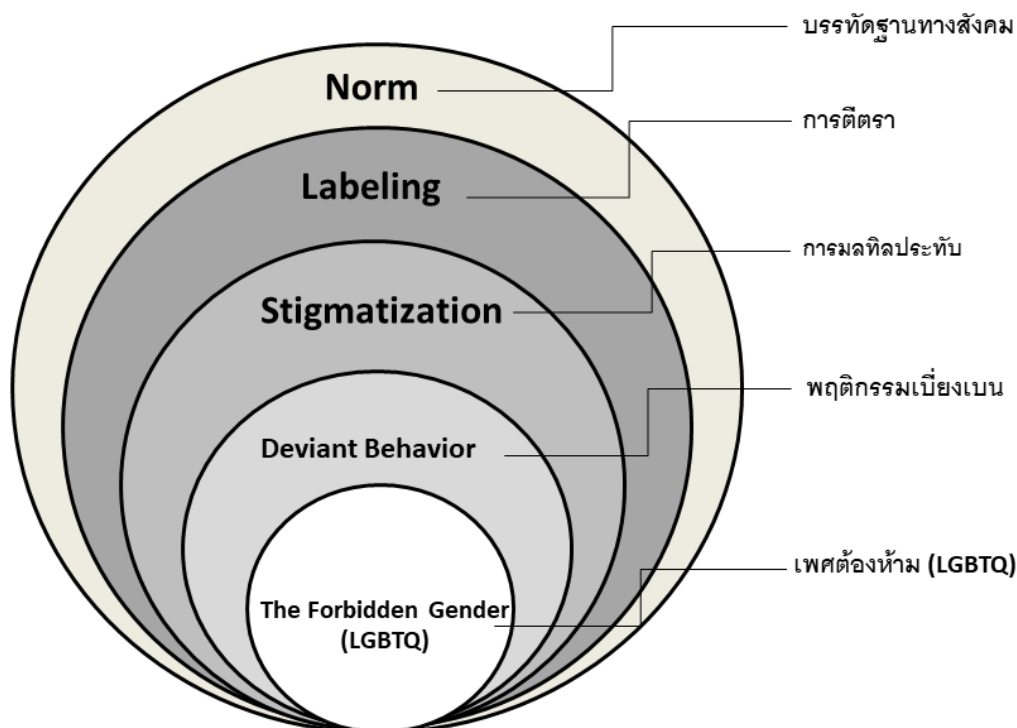 บรรทัดฐานทางสังคม
Norm
การตีตรา
Labeling
การมลทิลประทับ
Stigmatization
พฤติกรรมเบี่ยงเบน
Deviant Behavior
เพศต้องห้าม (LGBTQ)
The Forbidden Gender
(LGBTQ)